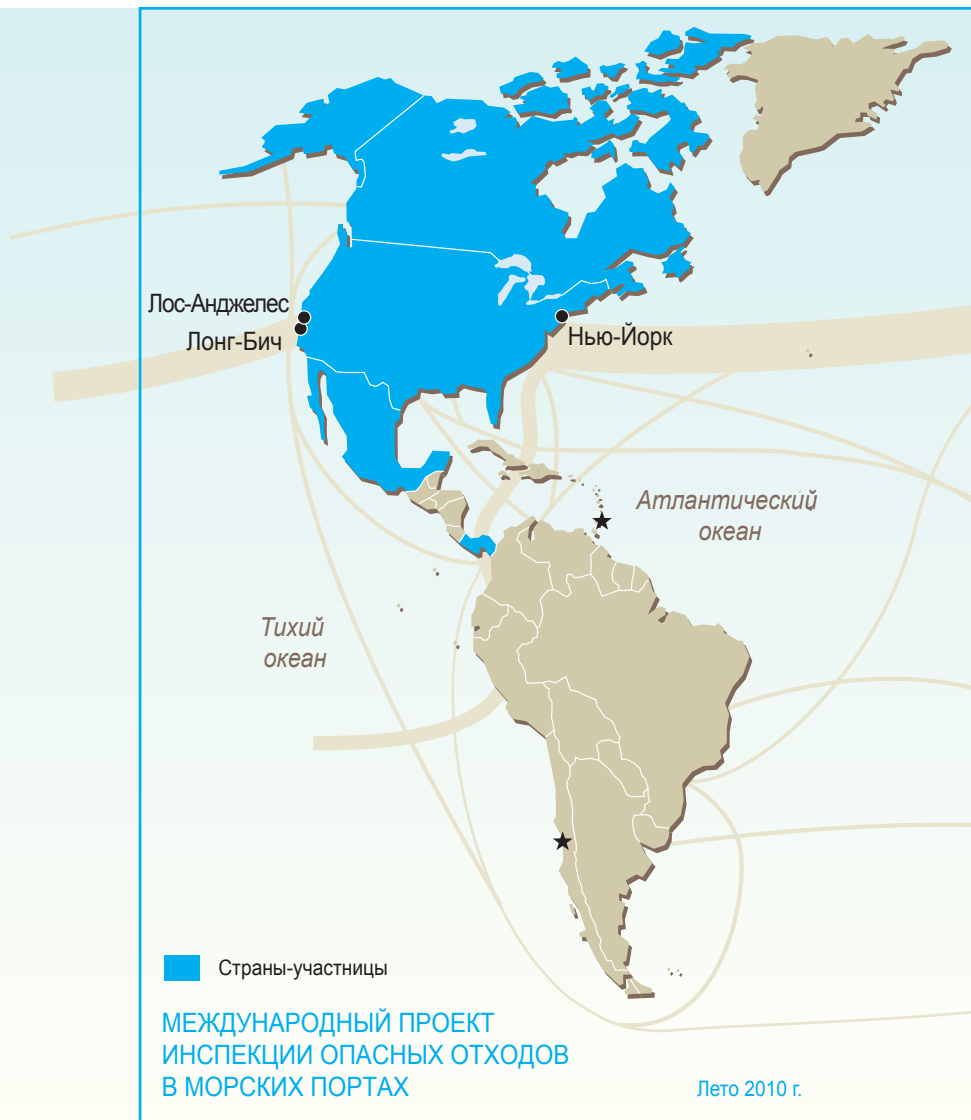 Лос-Анджелес
Лонг-Бич
Нью-Йорк
Атлантический
океан
Тихий
океан
Страны-участницы
МЕЖДУНАРОДНЫЙ ПРОЕКТ
ИНСПЕКЦИИ ОПАСНЫХ ОТХОДОВ
В МОРСКИХ ПОРТАХ
Лето 2010 г.